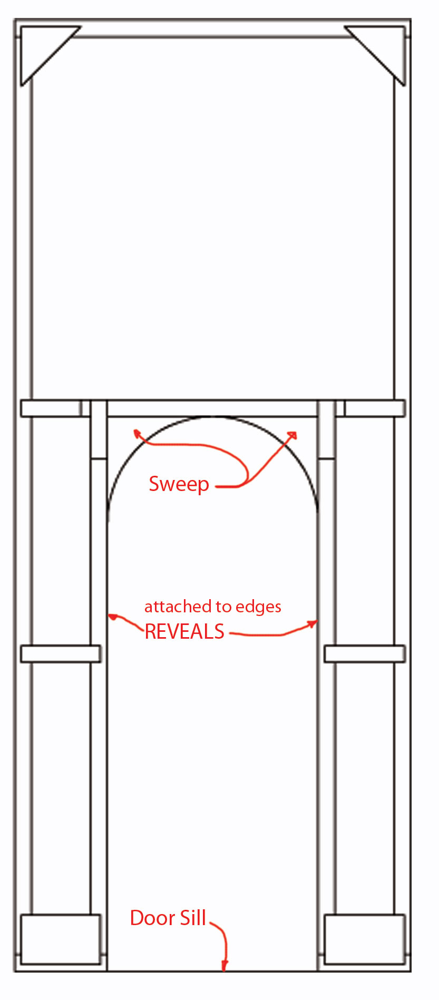 Sweep
attached to edges
REVEALS
Door Sill